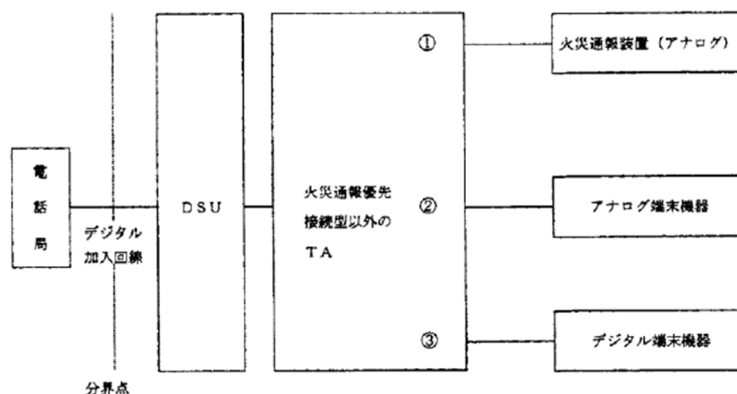 電話局
デジタル
加入回線
分界点
DSU
火災通報優先
接続型以外の
TA
①
②
③
火災通報装置（アナログ）
アナログ端末機器
デジタル端末機器